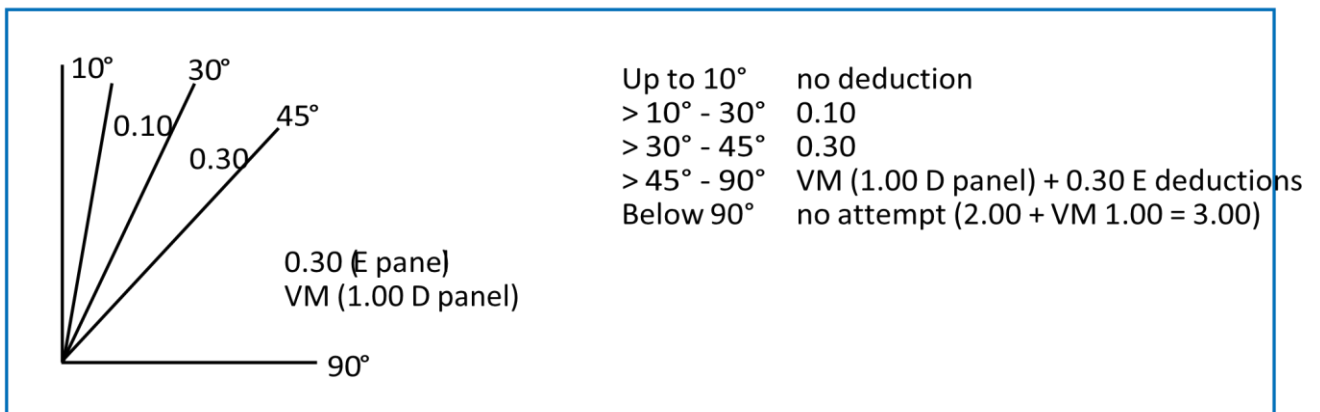 10°
30°
45°
0.10
0.30
0.30 (E panel)
VM (1.00 D panel)
90°
Up to 10° no deduction
> 10° - 30° 0.10
> 30° - 45° 0.30
> 45° - 90° VM (1.00 D panel) + 0.30 E deductions
Below 90° no attempt (2.00 + VM 1.00 = 3.00)